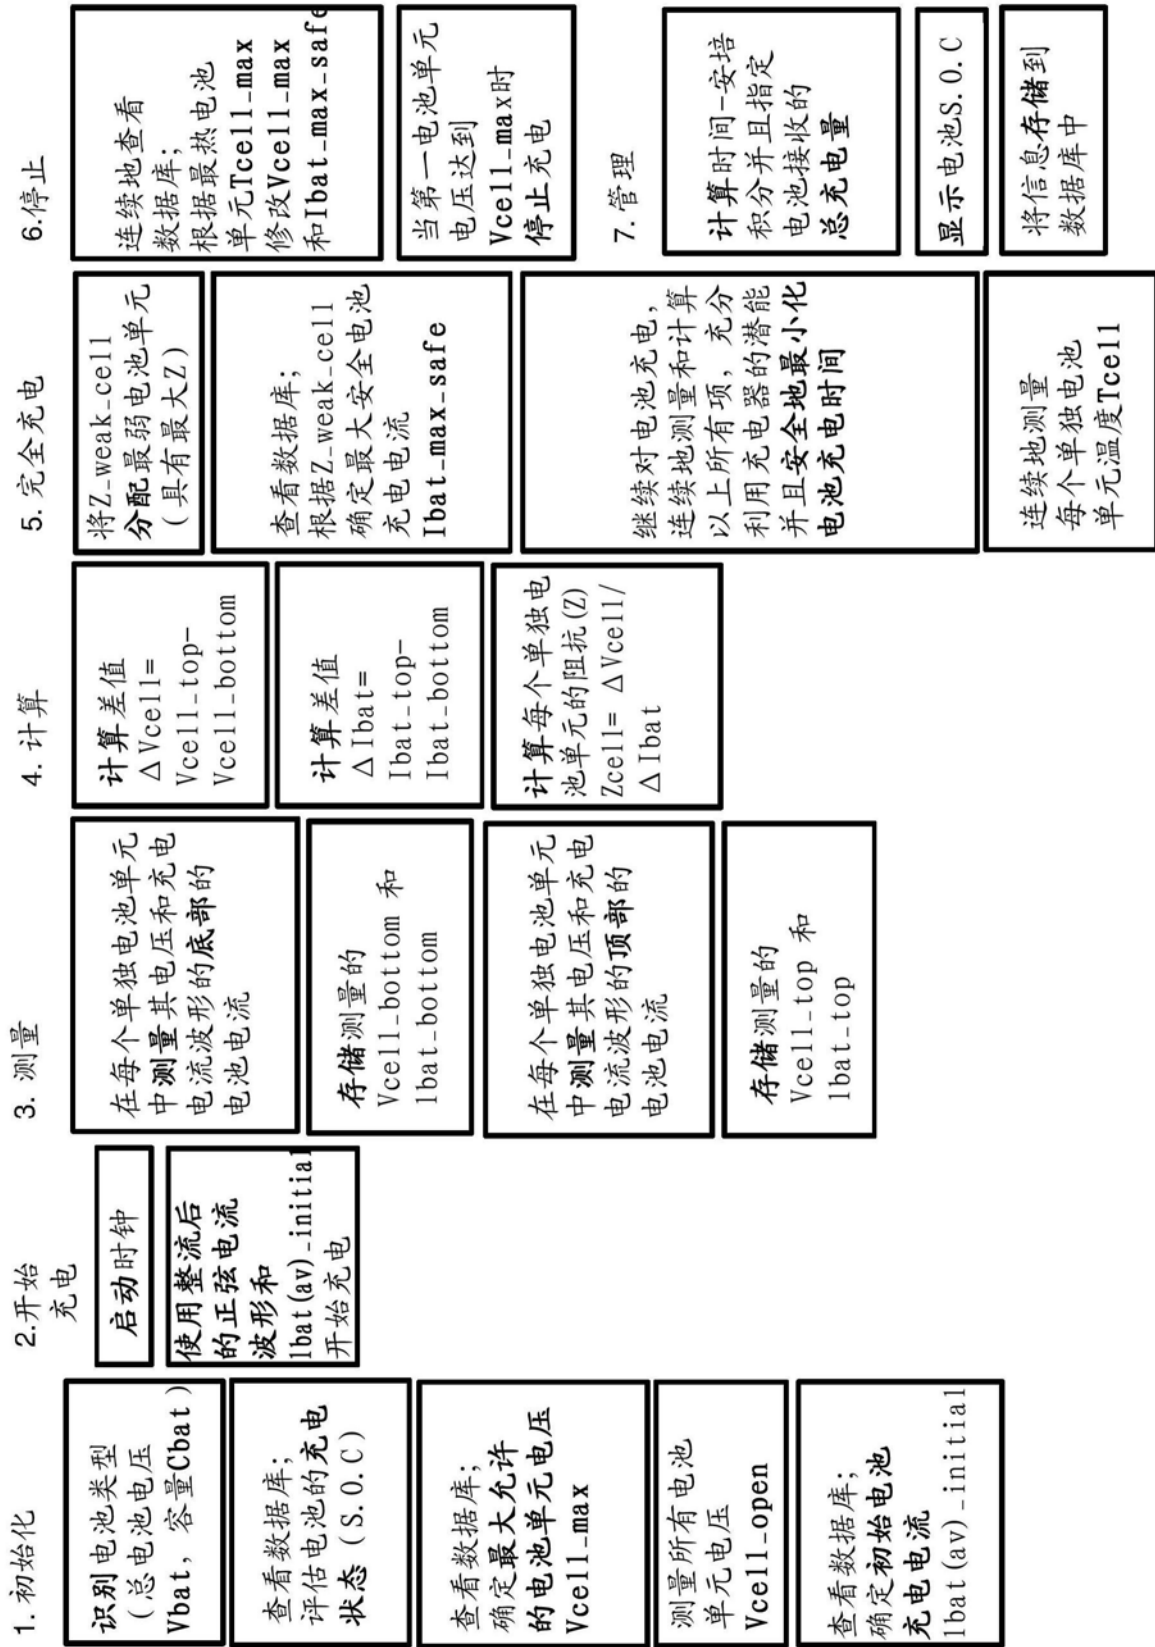 1. 初始化
识别电池类型
(总电池电压
Vbat, 容量Cbat)
查看数据库;
评估电池的充电
状态 (S.O.C)
查看数据库;
确定最大允许
的电池单元电压
Vcell_max
测量所有电池
单元电压
Vcell_open
查看数据库;
确定初始电池
充电电流
lbat(av)_initial
2.开始
充电
启动时钟
使用整流后
的正弦电流
波形和
lbat(av)_initial
开始充电
3. 测量
在每个单独电池单元
中测量其电压和充电
电流波形的底部的
电池电流
存储测量的
Vcell_bottom 和
lbat_bottom
在每个单独电池单元
中测量其电压和充电
电流波形的顶部的
电池电流
存储测量的
Vcell_top 和
lbat_top
4. 计算
计算差值
ΔVcell=
Vcell_top-
Vcell_bottom
计算差值
ΔIbat=
Ibat_top-
Ibat_bottom
计算每个单独电
池单元的阻抗(Z)
Zcell= ΔVcell/
ΔIbat
5. 完全充电
将Z_weak_cell
分配最弱电池单元
(具有最大Z)
查看数据库;
根据Z_weak_cell
确定最大安全电池
充电电流
Ibat_max_safe
继续对电池充电,
连续地测量和计算
以上所有项, 充分
利用充电器的潜能
并且安全地最小化
电池充电时间
连续地测量
每个单独电池
单元温度Tcell
6.停止
连续地查看
数据库;
根据最热电池
单元Tcell_max
修改Vcell_max
和Ibat_max_safe
当第一电池单元
电压达到
Vcell_max时
停止充电
7. 管理
计算时间-安培
积分并且指定
电池接收的
总充电量
显示电池S.O.C
将信息存储到
数据库中